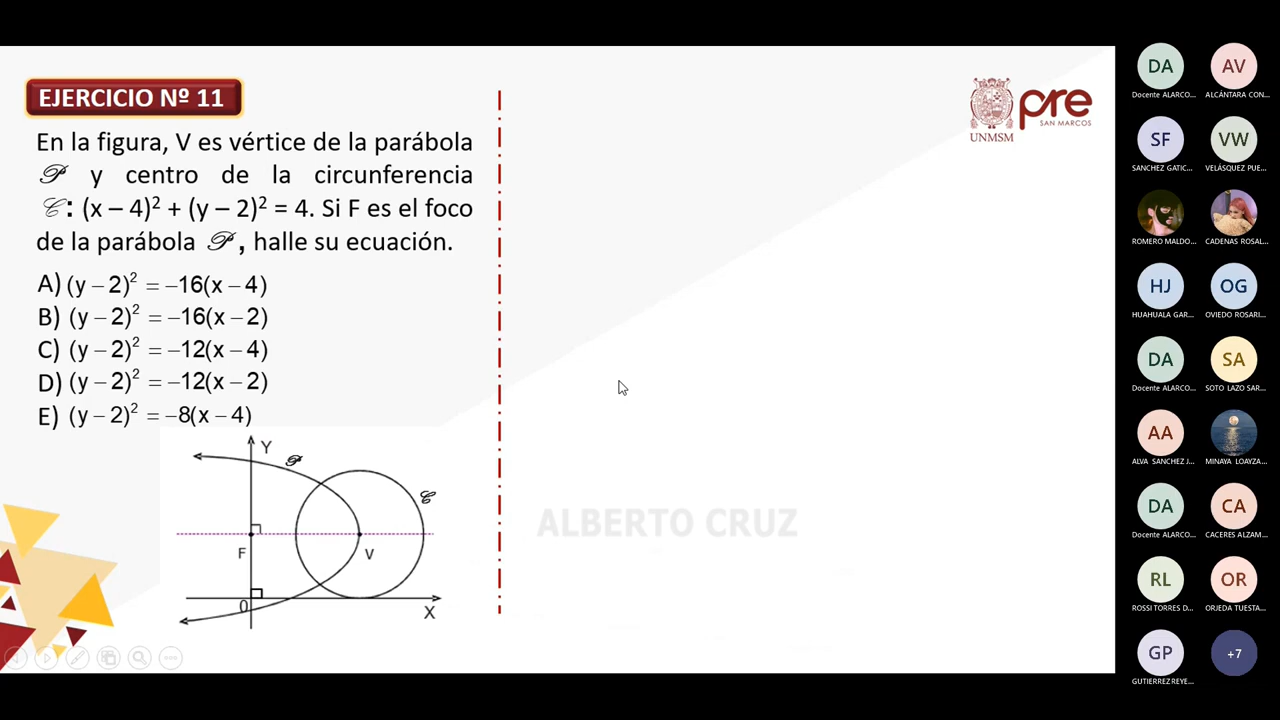 EJERCICIO Nº 11
En la figura, V es vértice de la parábola
𝒫 y centro de la circunferencia
𝒞: (x – 4)² + (y – 2)² = 4. Si F es el foco
de la parábola 𝒫, halle su ecuación.
A) (y – 2)² = –16(x – 4)
B) (y – 2)² = –16(x – 2)
C) (y – 2)² = –12(x – 4)
D) (y – 2)² = –12(x – 2)
E) (y – 2)² = –8(x – 4)
Y
𝒫
𝒞
F
V
0
X
UNMSM
pre
SAN MARCOS
ALBERTO CRUZ
DA
Docente ALARCO...
AV
ALCÁNTARA CON...
SF
SANCHEZ GATIC...
VW
VELÁSQUEZ PUE...
ROMERO MALDO...
CADENAS ROSAL...
HJ
HUAHUALA GAR...
OG
OVIEDO ROSARI...
DA
Docente ALARCO...
SA
SOTO LAZO SAR...
AA
ALVA SANCHEZ J...
MINAYA LOAYZA...
DA
Docente ALARCO...
CA
CACERES ALZAM...
RL
ROSSI TORRES D...
OR
ORJEDA TUESTA...
GP
GUTIERREZ REYE...
+7